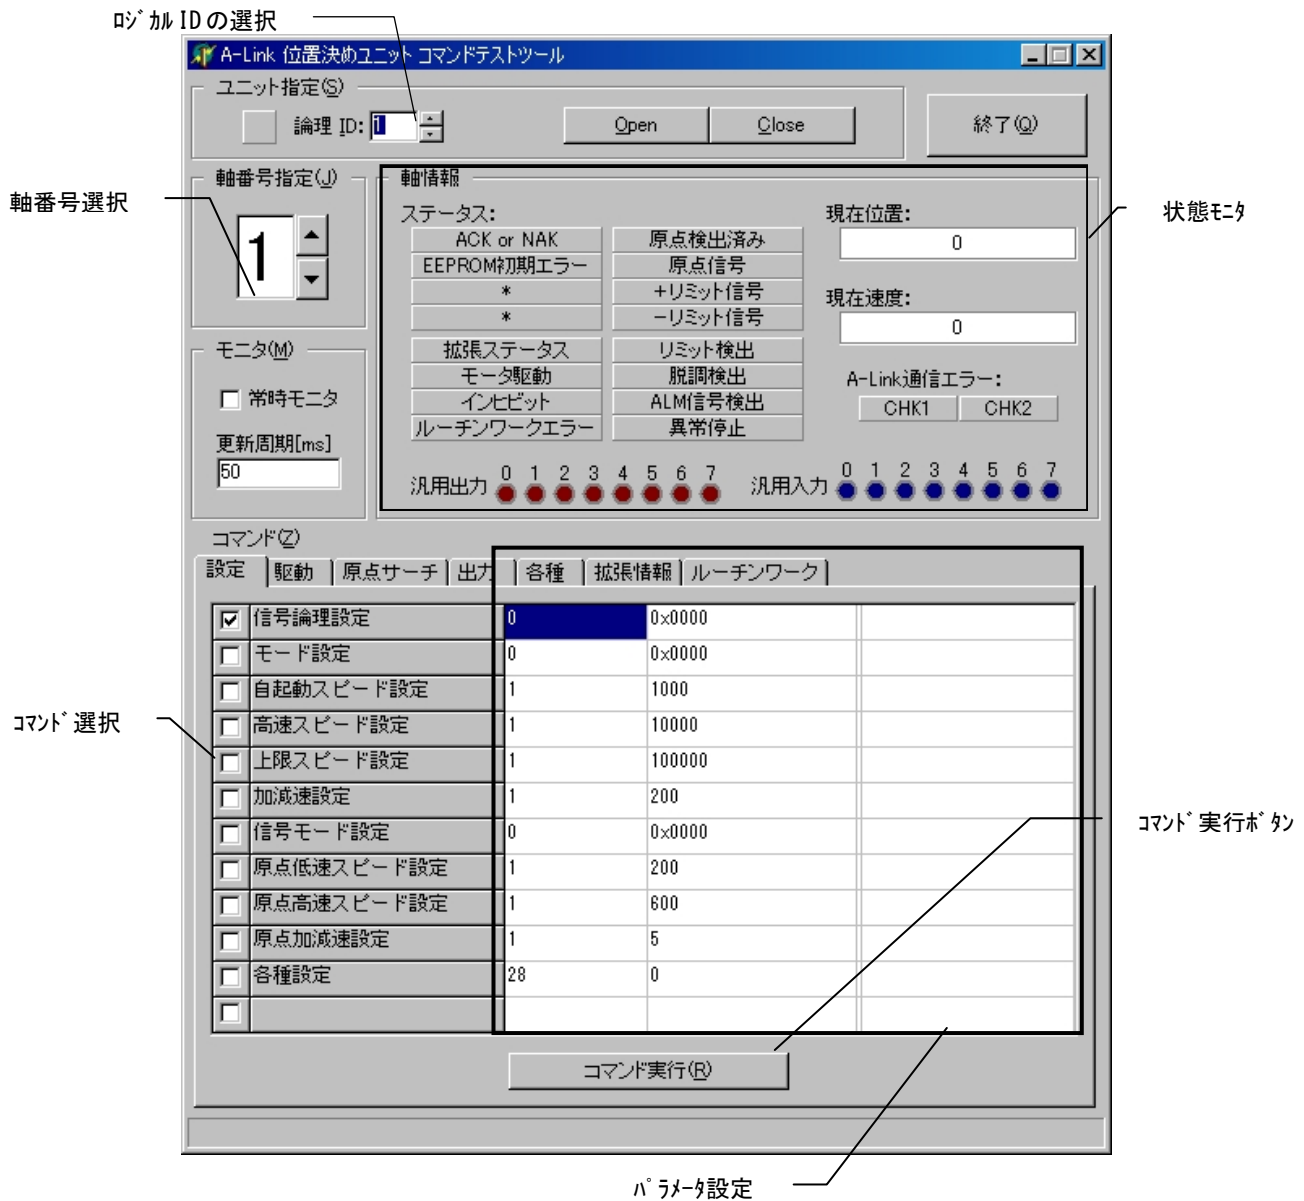 ﾛｼﾞｶﾙ IDの選択
A-Link 位置決めユニット コマンドテストツール
ユニット指定(S)
論理 ID: 1
Open
Close
終了(Q)
軸番号指定(J)
1
軸番号選択
軸情報
ステータス:
ACK or NAK
EEPROM初期エラー
*
*
拡張ステータス
モータ駆動
インヒビット
ルーチンワークエラー
原点検出済み
原点信号
+リミット信号
-リミット信号
リミット検出
脱調検出
ALM信号検出
異常停止
現在位置:
0
現在速度:
0
A-Link通信エラー:
CHK1 CHK2
状態ﾓﾆﾀ
モニタ(M)
常時モニタ
更新周期[ms]
50
汎用出力 0 1 2 3 4 5 6 7
汎用入力 0 1 2 3 4 5 6 7
コマンド(Z)
設定 駆動 原点サーチ 出力 各種 拡張情報 ルーチンワーク
信号論理設定 0 0x0000
モード設定 0 0x0000
自起動スピード設定 1 1000
高速スピード設定 1 10000
上限スピード設定 1 100000
加減速設定 1 200
信号モード設定 0 0x0000
原点低速スピード設定 1 200
原点高速スピード設定 1 600
原点加減速設定 1 5
各種設定 28 0
ｺﾏﾝﾄﾞ選択
ｺﾏﾝﾄﾞ実行ﾎﾞﾀﾝ
コマンド実行(R)
ﾊﾟﾗﾒｰﾀ設定